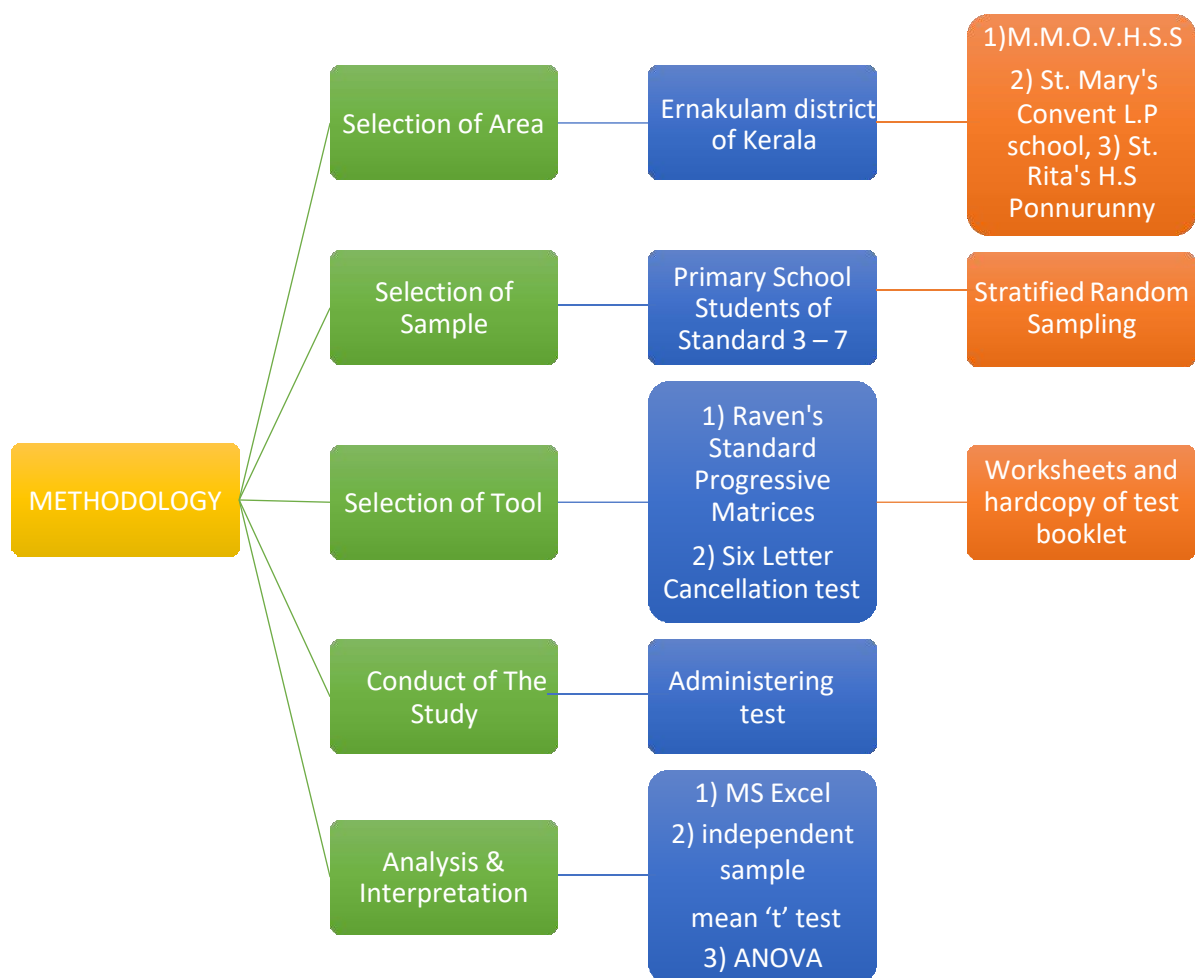 METHODOLOGY
Selection of Area
Ernakulam district
of Kerala
1)M.M.O.V.H.S.S
2) St. Mary's
Convent L.P
school, 3) St.
Rita's H.S
Ponnurunny
Selection of
Sample
Primary School
Students of
Standard 3 – 7
Stratified Random
Sampling
Selection of Tool
1) Raven's
Standard
Progressive
Matrices
2) Six Letter
Cancellation test
Worksheets and
hardcopy of test
booklet
Conduct of The
Study
Administering
test
Analysis &
Interpretation
1) MS Excel
2) independent
sample
mean ‘t’ test
3) ANOVA